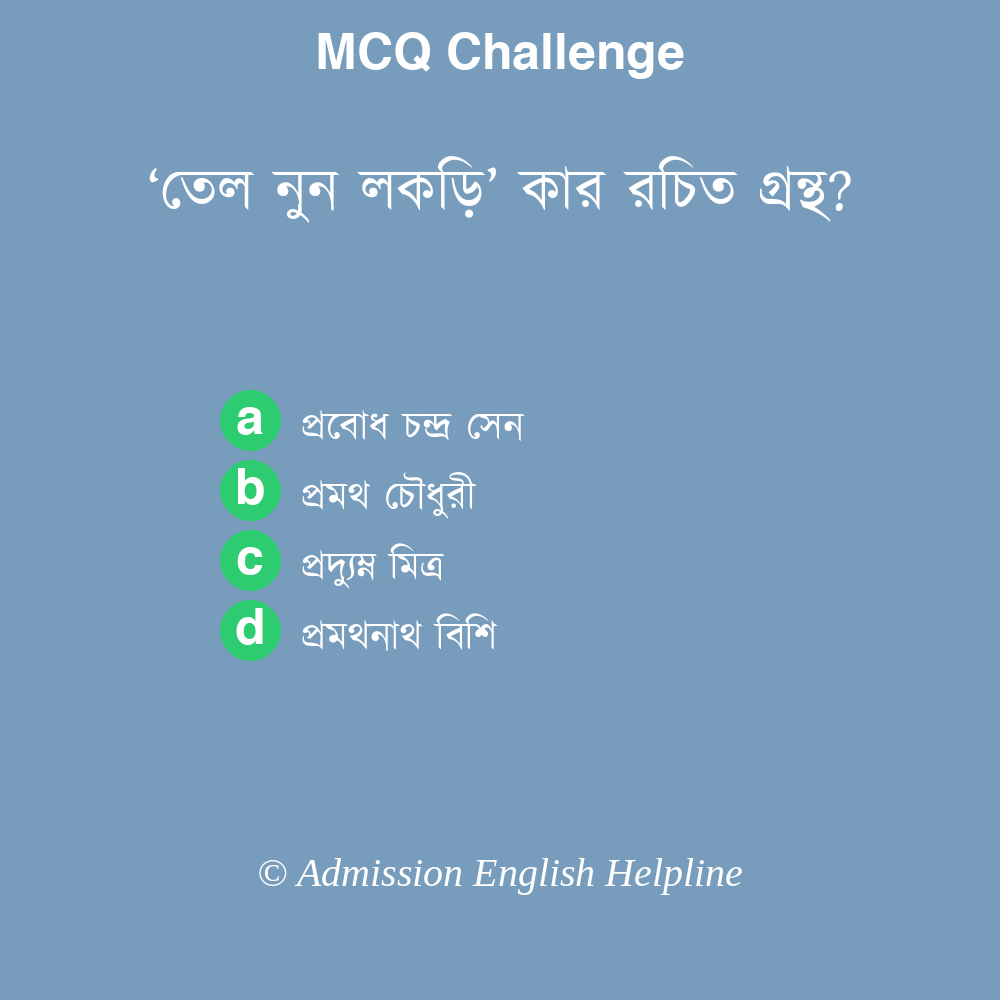 MCQ Challenge
‘তেল নুন লকড়ি’ কার রচিত গ্রন্থ?
a প্রবোধ চন্দ্র সেন
b প্রমথ চৌধুরী
c প্রদ্যুম্ন মিত্র
d প্রমথনাথ বিশি
© Admission English Helpline